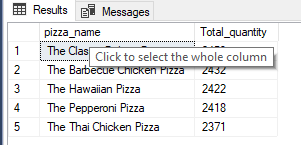 Results Messages
pizza_name Total_quantity
1 The Clas
Click to select the whole column
2 The Barbecue Chicken Pizza 2432
3 The Hawaiian Pizza 2422
4 The Pepperoni Pizza 2418
5 The Thai Chicken Pizza 2371